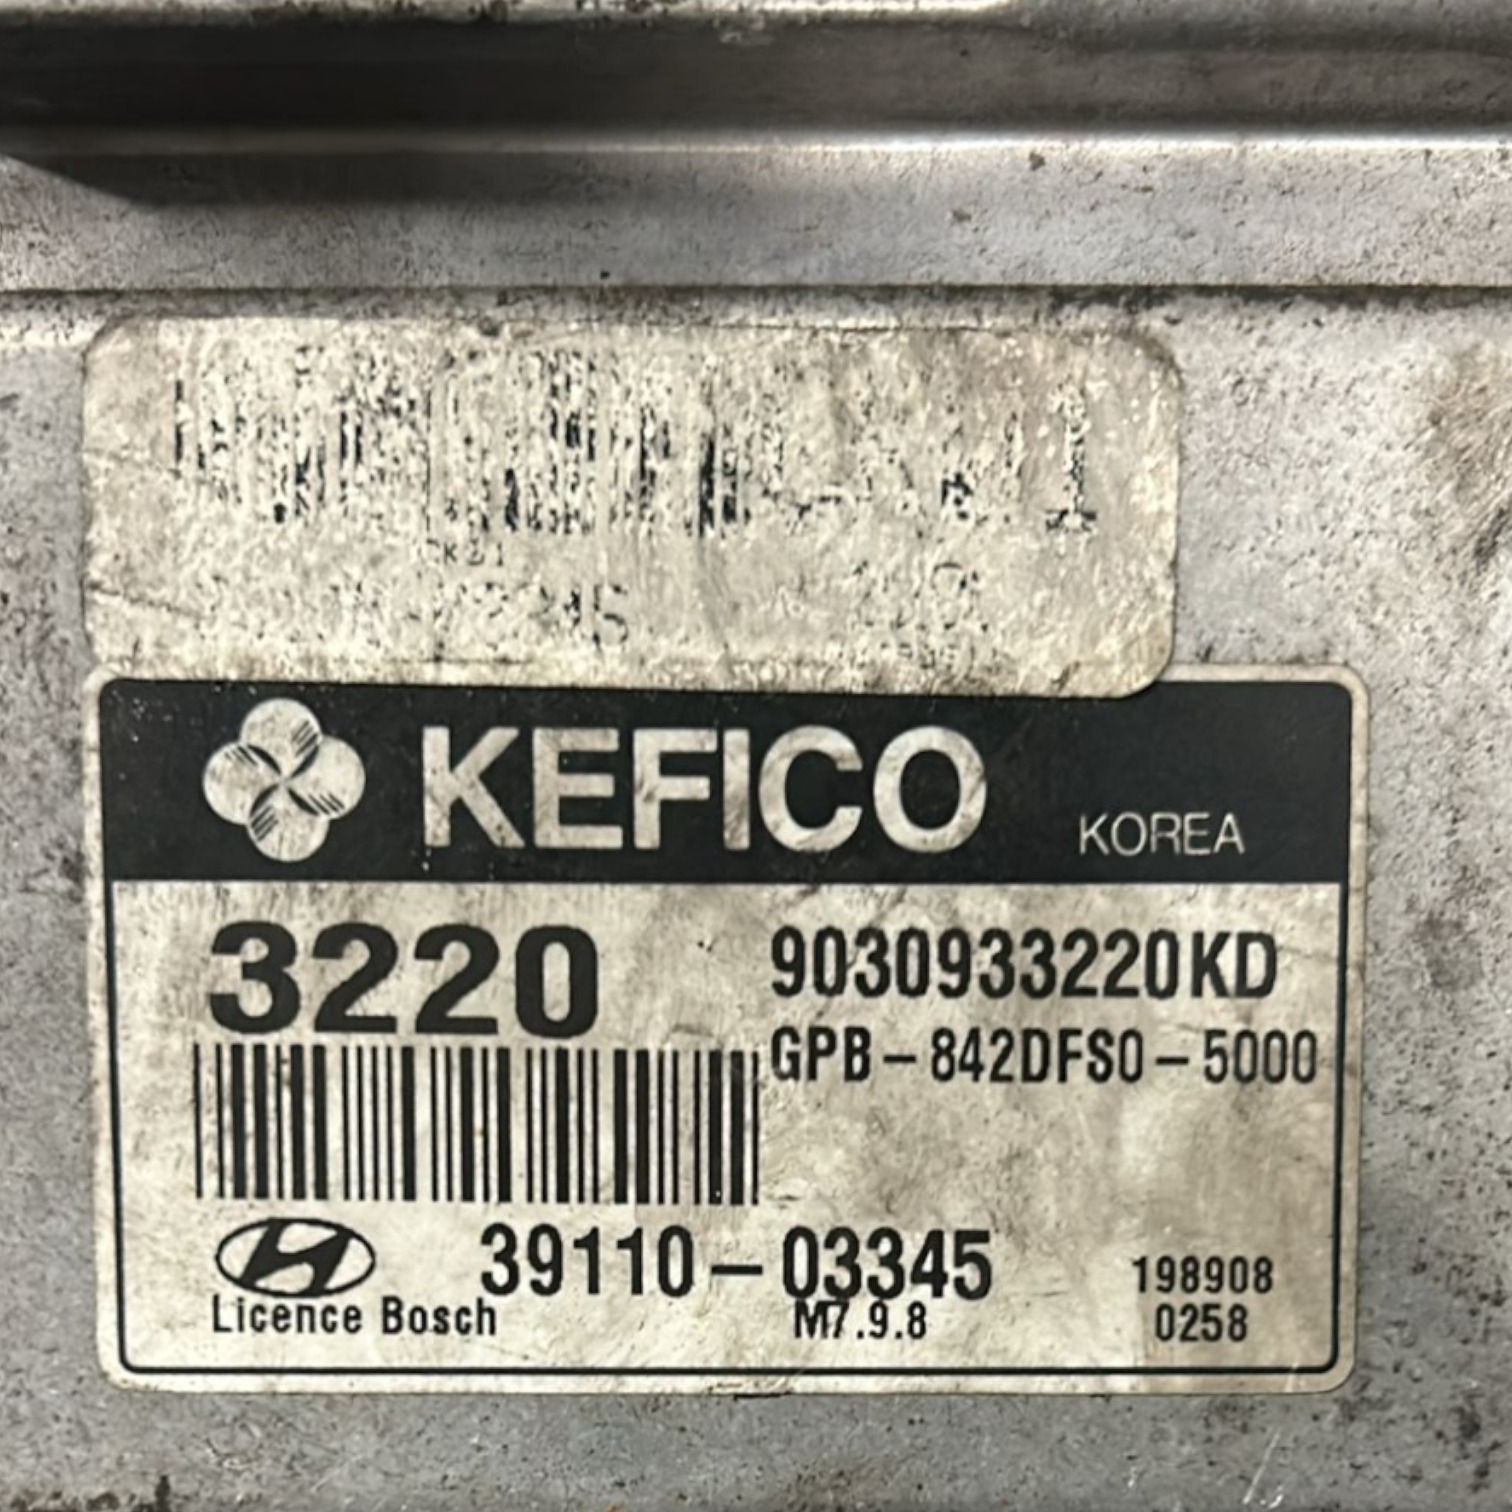 KEFICO KOREA
3220
9030933220KD
GPB-842DFS0-5000
39110-03345
198908
Licence Bosch
M7.9.8
0258